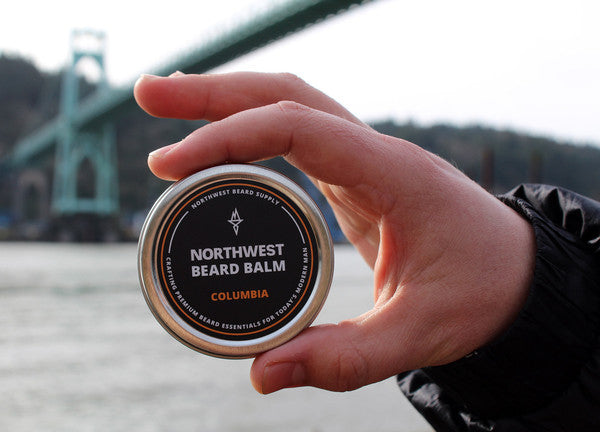 NORTHWEST BEARD SUPPLY
NORTHWEST
BEARD BALM
COLUMBIA
CRAFTING PREMIUM BEARD ESSENTIALS FOR TODAY'S MODERN MAN